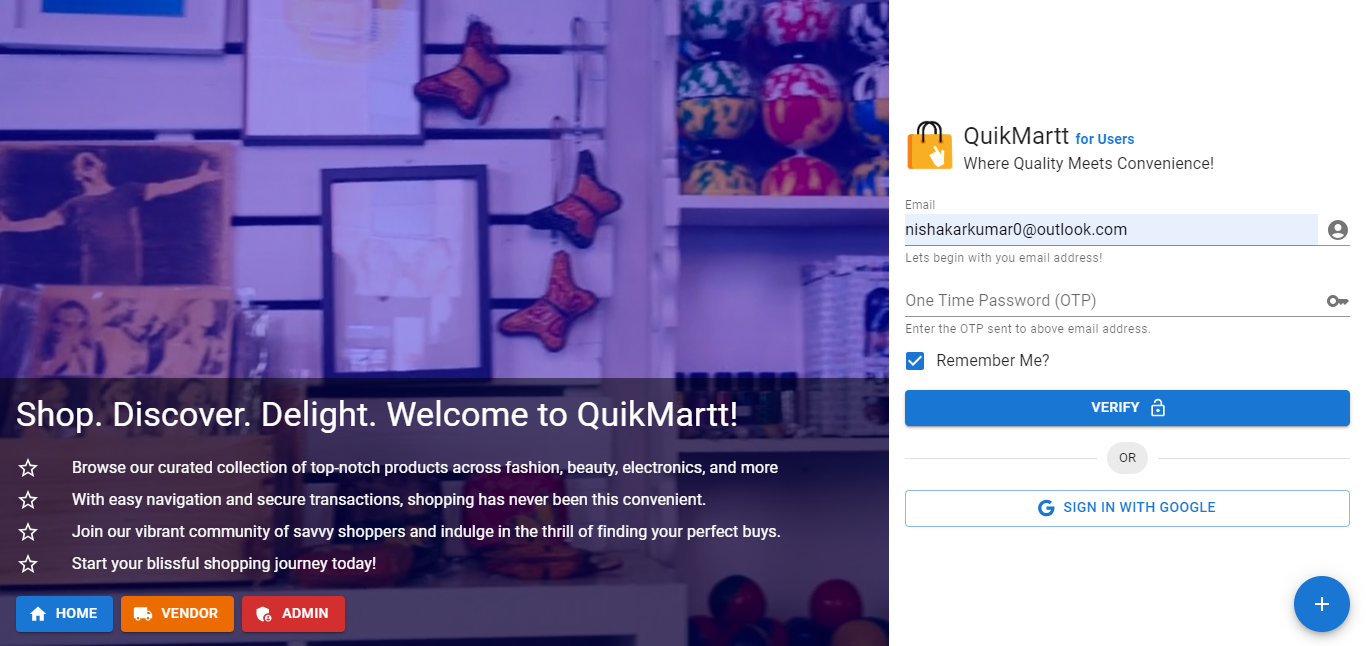 Shop. Discover. Delight. Welcome to QuikMartt!
Browse our curated collection of top-notch products across fashion, beauty, electronics, and more
With easy navigation and secure transactions, shopping has never been this convenient.
Join our vibrant community of savvy shoppers and indulge in the thrill of finding your perfect buys.
Start your blissful shopping journey today!
HOME VENDOR ADMIN
QuikMartt for Users
Where Quality Meets Convenience!
Email
nishakarkumar0@outlook.com
Lets begin with you email address!
One Time Password (OTP)
Enter the OTP sent to above email address.
Remember Me?
VERIFY
OR
SIGN IN WITH GOOGLE